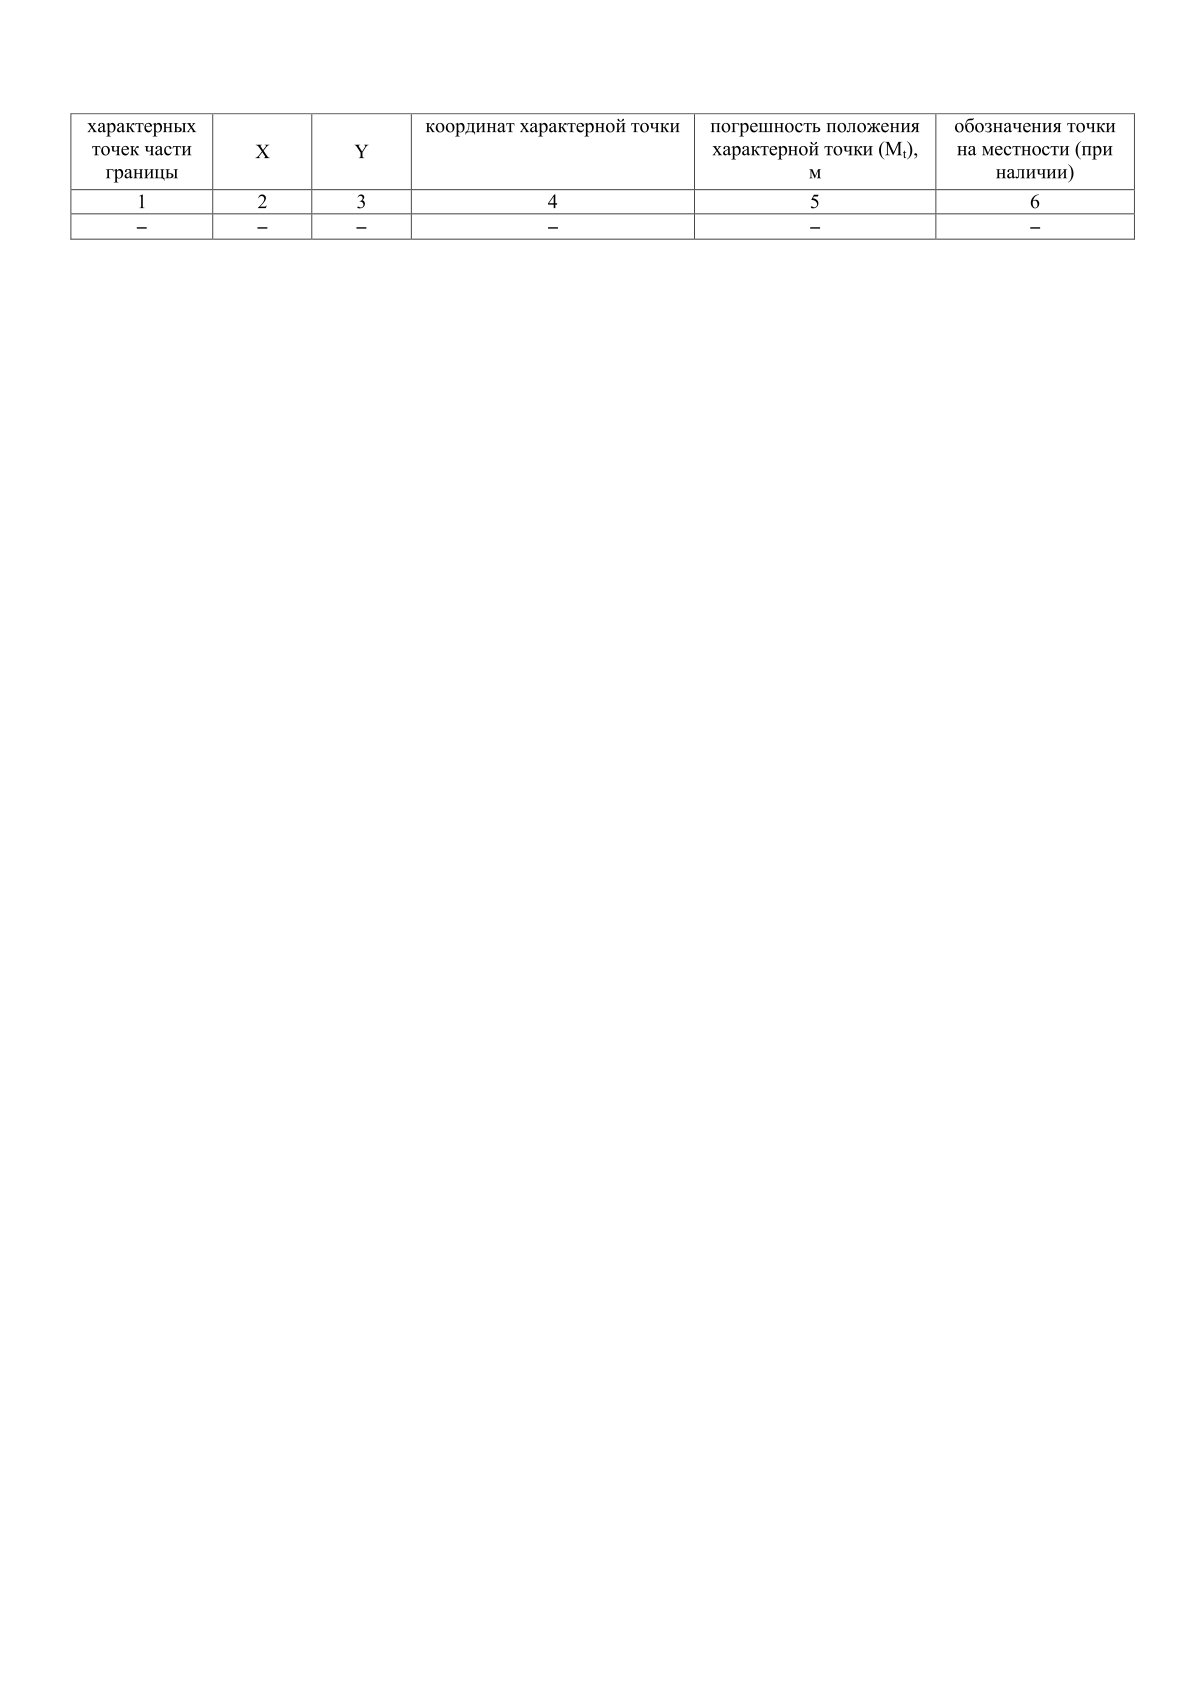 характерных
точек части
границы
X
Y
координат характерной точки
погрешность положения
характерной точки (Mt),
м
обозначения точки
на местности (при
наличии)
1 2 3 4 5 6
– – – – – –